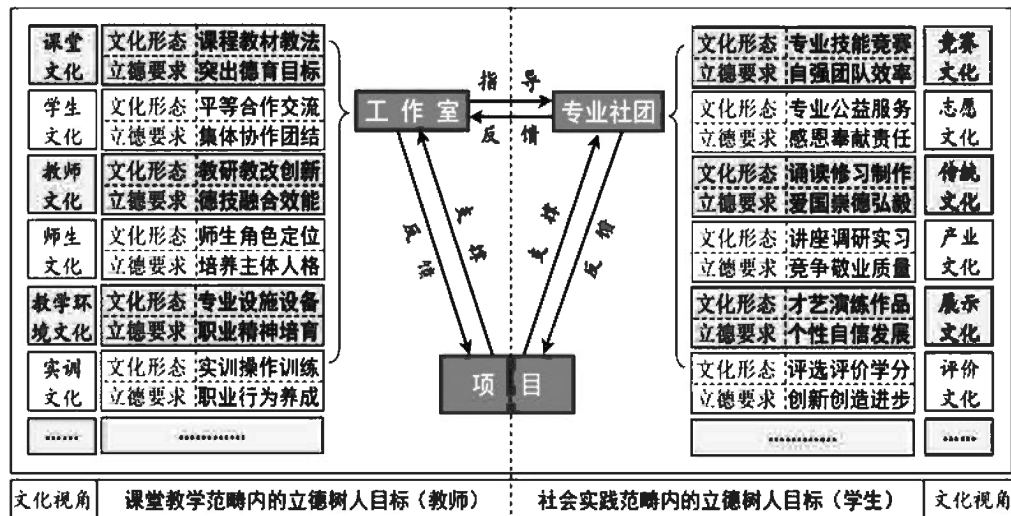 课堂
文化
文化形态 课程教材教法
立德要求 突出德育目标
学生
文化
文化形态 平等合作交流
立德要求 集体协作团结
教师
文化
文化形态 教研教改创新
立德要求 德技融合效能
师生
文化
文化形态 师生角色定位
立德要求 培养主体人格
教学环
境文化
文化形态 专业设施设备
立德要求 职业精神培育
实训
文化
文化形态 实训操作训练
立德要求 职业行为养成
……
…………
工作室
指导
反馈
专业社团
反馈
支撑
支撑
反馈
项目
文化形态 专业技能竞赛
立德要求 自强团队效率
竞赛
文化
文化形态 专业公益服务
立德要求 感恩奉献责任
志愿
文化
文化形态 诵读修习制作
立德要求 爱国崇德弘毅
传统
文化
文化形态 讲座调研实习
立德要求 竞争敬业质量
产业
文化
文化形态 才艺演练作品
立德要求 个性自信发展
展示
文化
文化形态 评选评价学分
立德要求 创新创造进步
评价
文化
…………
……
文化视角 课堂教学范畴内的立德树人目标（教师） 社会实践范畴内的立德树人目标（学生） 文化视角